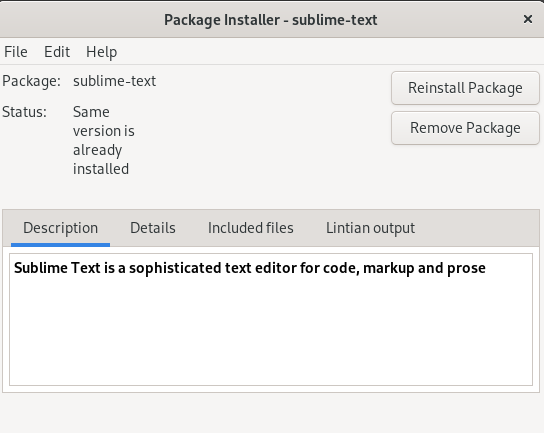 Package Installer - sublime-text
×
File Edit Help
Package: sublime-text
Reinstall Package
Status: Same
version is
already
installed
Remove Package
Description Details Included files Lintian output
Sublime Text is a sophisticated text editor for code, markup and prose